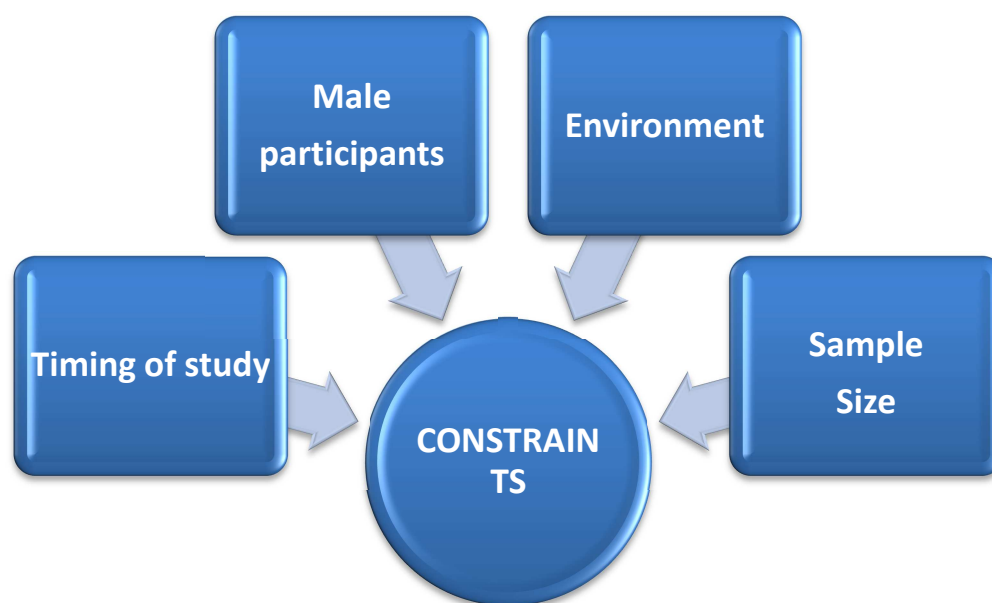 Male
participants
Environment
Timing of study
Sample
Size
CONSTRAIN
TS